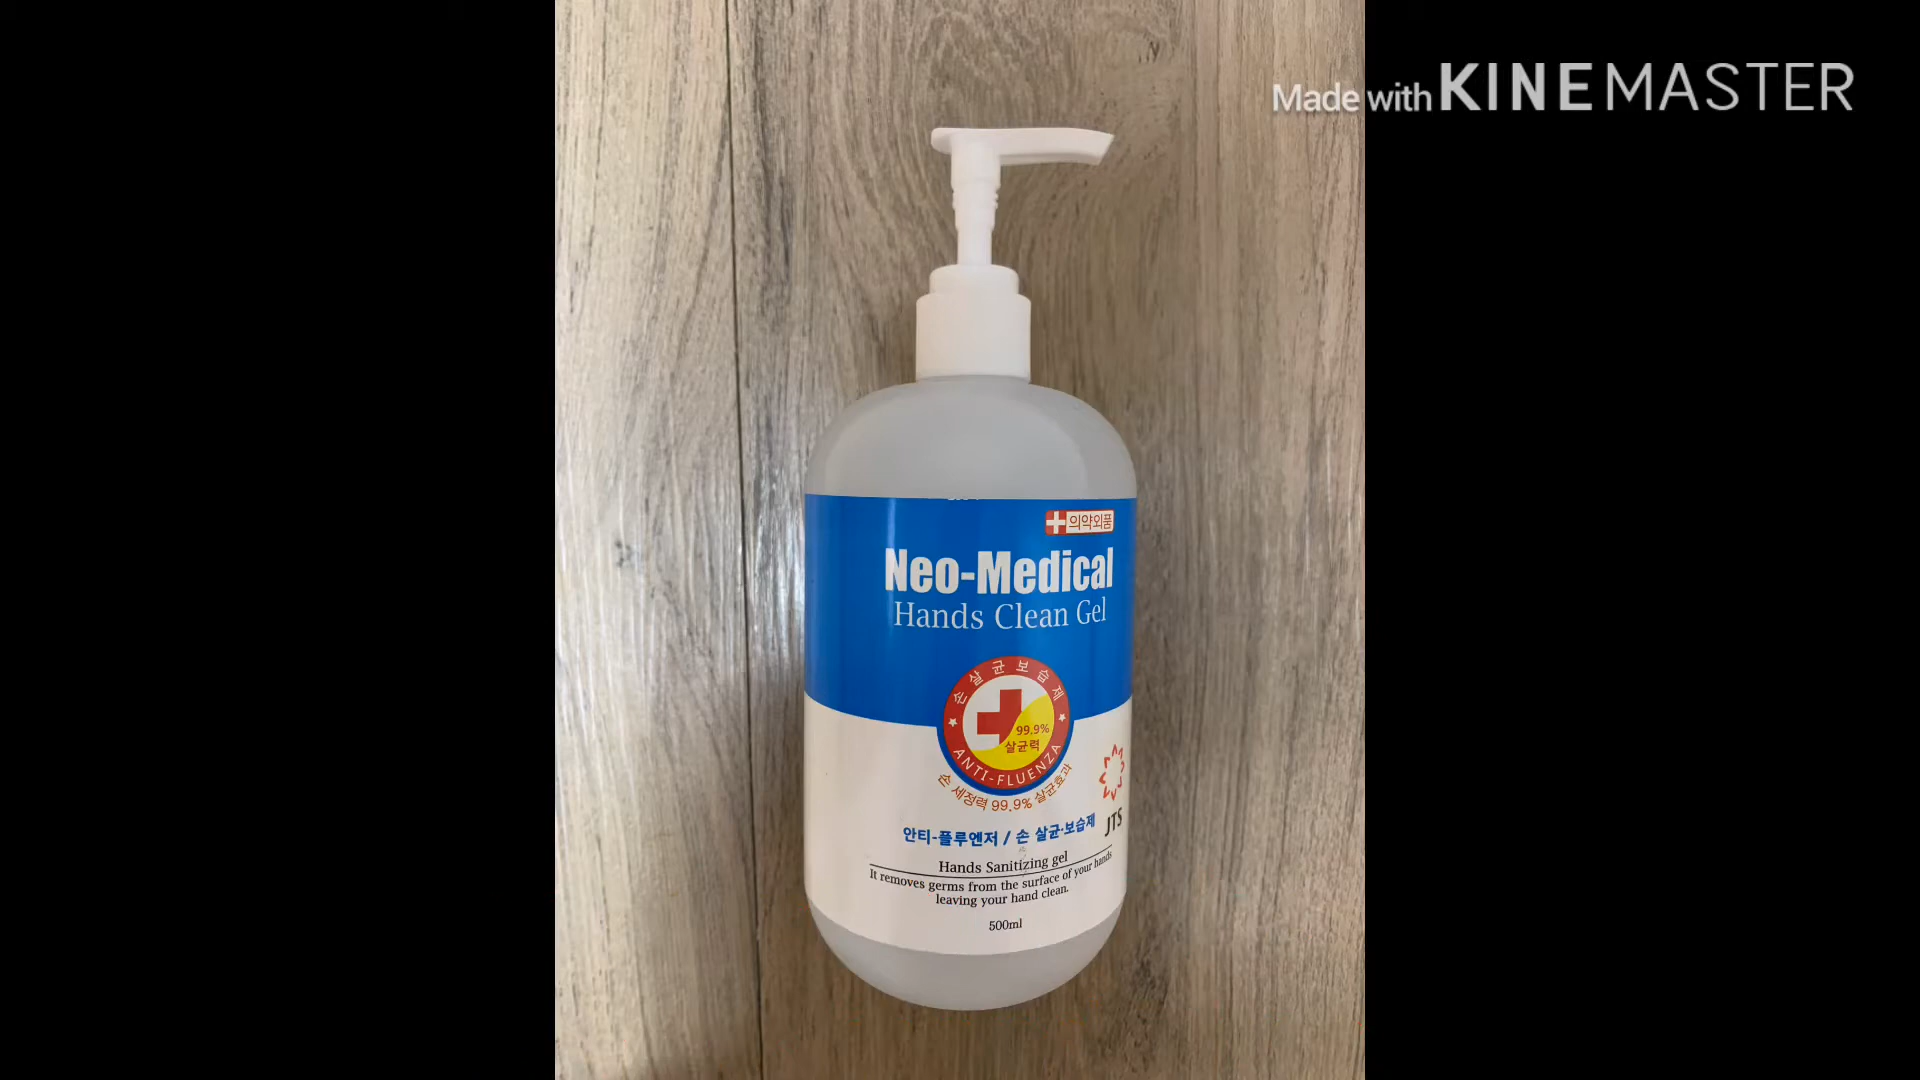 Made with KINEMASTER
의약외품
Neo-Medical
Hands Clean Gel
손 살균 보습제
99.9%
살균력
ANTI-FLUENZA
손 세정력 99.9% 살균효과
JTS
안티-플루엔저 / 손 살균·보습제
Hands Sanitizing gel
It removes germs from the surface of your hands
leaving your hand clean.
500ml